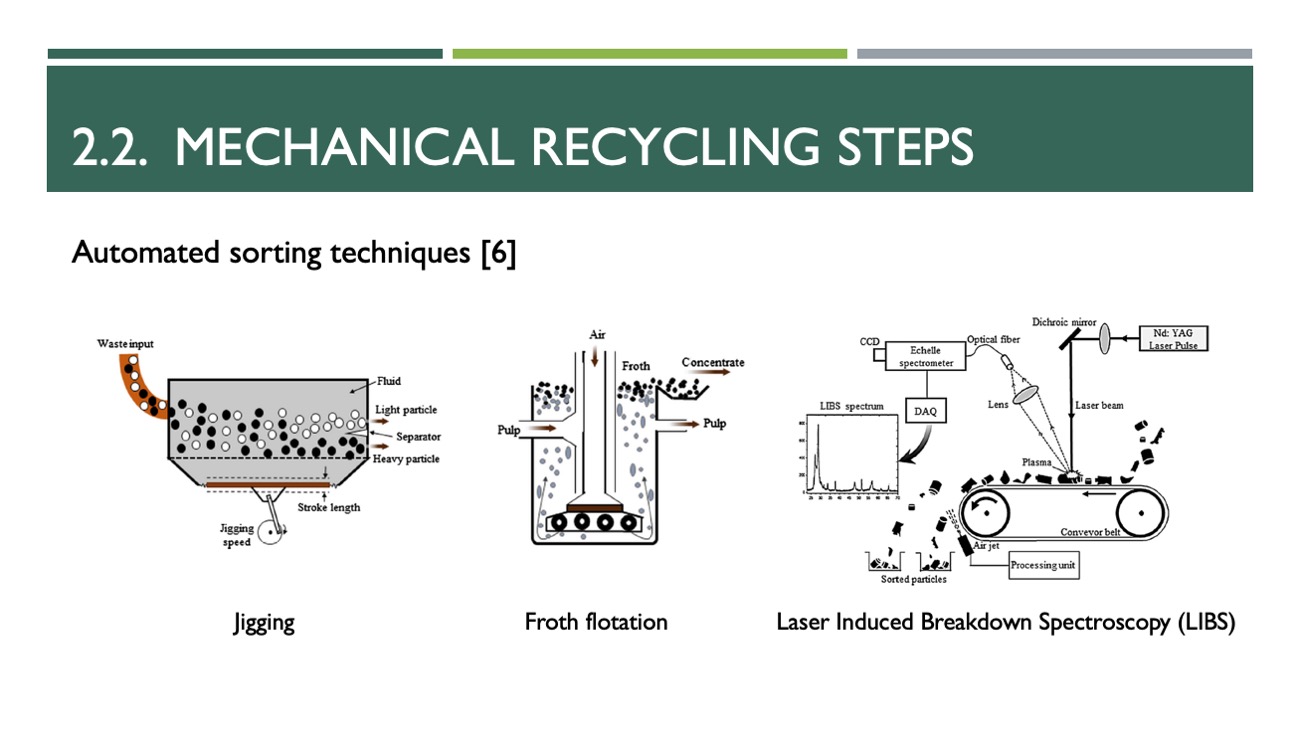 2.2. MECHANICAL RECYCLING STEPS
Automated sorting techniques [6]
Waste input
Fluid
Light particle
Separator
Heavy particle
Stroke length
Jigging
speed
Jigging
Air
Froth
Concentrate
Pulp
Pulp
Froth flotation
Dichroic mirror
Nd: YAG
Laser Pulse
CCD
Echelle
spectrometer
Optical fiber
Lens
DAQ
Laser beam
LIBS spectrum
Plasma
Conveyor belt
Air jet
Processing unit
Sorted particles
Laser Induced Breakdown Spectroscopy (LIBS)